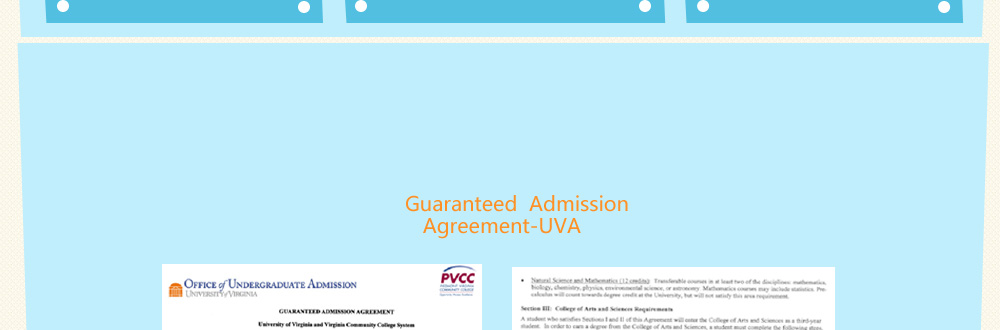 Guaranteed Admission
Agreement-UVA
OFFICE of UNDERGRADUATE ADMISSION
UNIVERSITY of VIRGINIA
PVCC
PIEDMONT VIRGINIA
COMMUNITY COLLEGE
GUARANTEED ADMISSION AGREEMENT
University of Virginia and Virginia Community College System
• Natural Science and Mathematics (12 credits): Transferable courses in at least two of the disciplines: mathematics,
biology, chemistry, physics, environmental science, or astronomy. Mathematics courses may include statistics. Pre-
calculus will count towards degree credit at the University, but will not satisfy this area requirement.
Section III: College of Arts and Sciences Requirements
A student who satisfies Sections I and II of this Agreement will enter the College of Arts and Sciences as a third-year
student. In order to earn a degree from the College of Arts and Sciences, a student must complete the following steps.